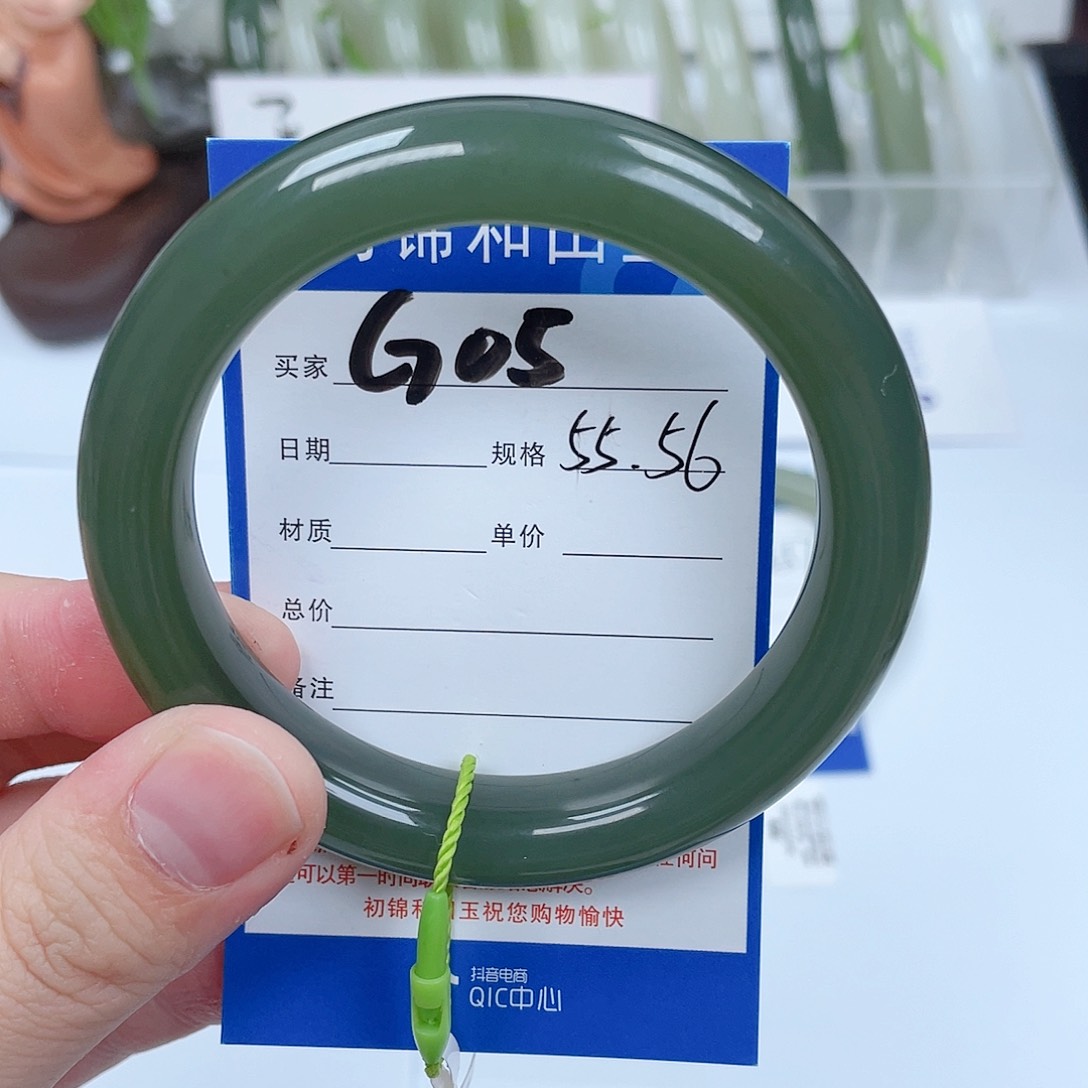 锦和田
买家 G05
日期 规格 55.56
材质 单价
总价
备注
可以第一时间
初锦和田玉祝您购物愉快
抖音电商
QIC中心